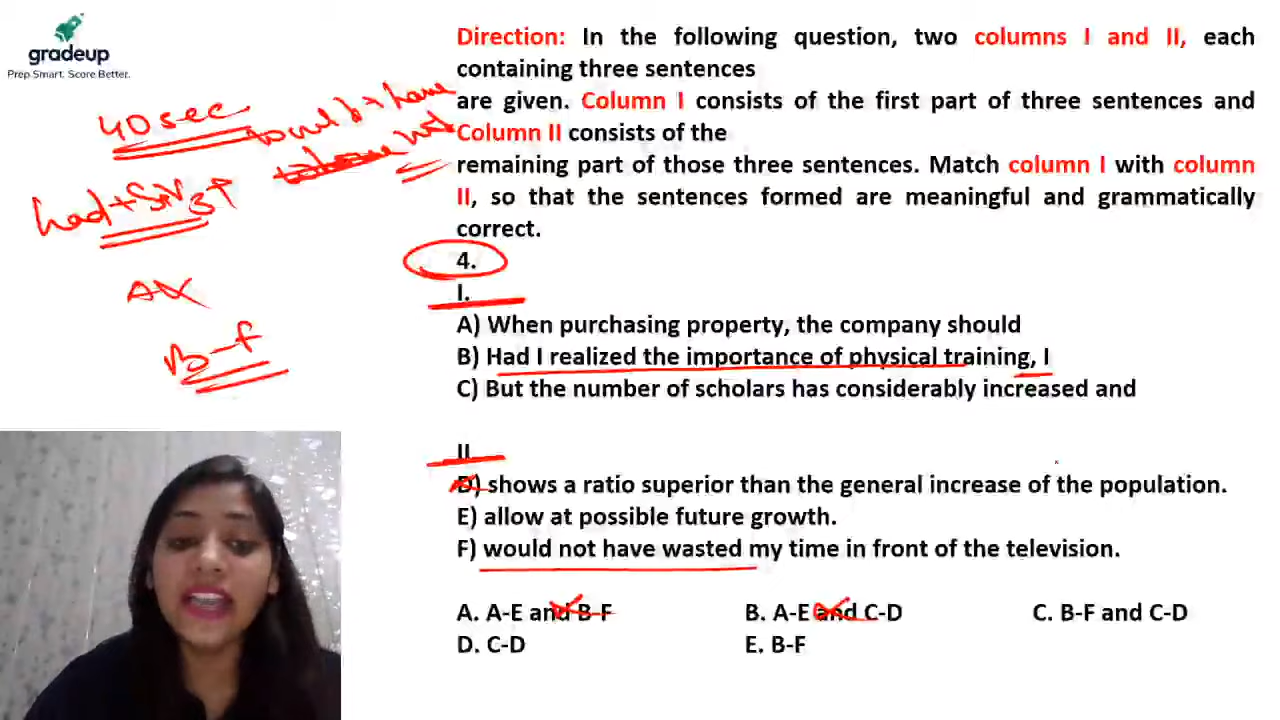 gradeup
Prep Smart. Score Better.
40 sec
had + S + V3rd
AX
B-f
Direction: In the following question, two columns I and II, each
containing three sentences
are given. Column I consists of the first part of three sentences and
Column II consists of the
remaining part of those three sentences. Match column I with column
II, so that the sentences formed are meaningful and grammatically
correct.
4.
I.
A) When purchasing property, the company should
B) Had I realized the importance of physical training, I
C) But the number of scholars has considerably increased and
II
D) shows a ratio superior than the general increase of the population.
E) allow at possible future growth.
F) would not have wasted my time in front of the television.
A. A-E and B-F
B. A-E and C-D
C. B-F and C-D
D. C-D
E. B-F